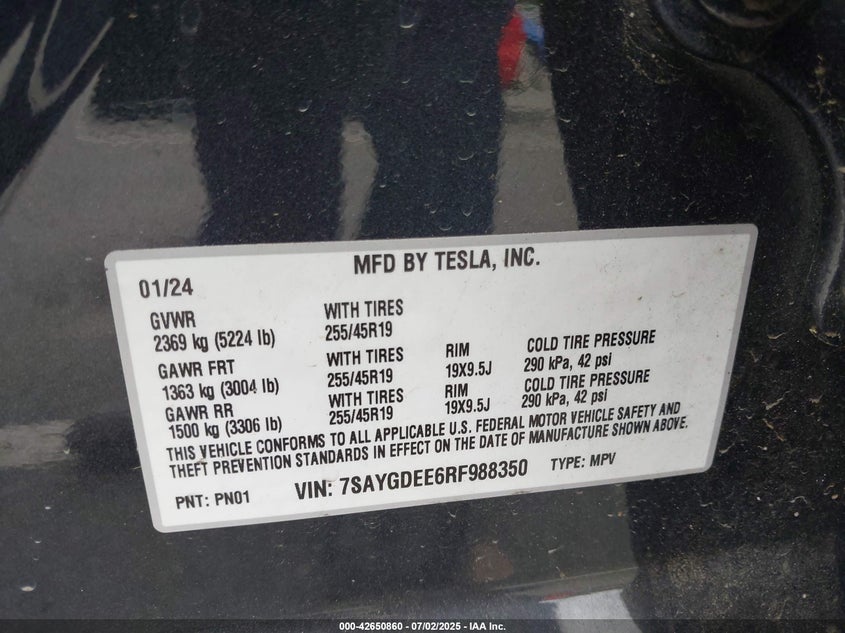 MFD BY TESLA, INC.
01/24
GVWR
2369 kg (5224 lb)
WITH TIRES
255/45R19
GAWR FRT
1363 kg (3004 lb)
WITH TIRES
255/45R19
RIM
19X9.5J
COLD TIRE PRESSURE
290 kPa, 42 psi
GAWR RR
1500 kg (3306 lb)
WITH TIRES
255/45R19
RIM
19X9.5J
COLD TIRE PRESSURE
290 kPa, 42 psi
THIS VEHICLE CONFORMS TO ALL APPLICABLE U.S. FEDERAL MOTOR VEHICLE SAFETY AND
THEFT PREVENTION STANDARDS IN EFFECT ON THE DATE OF MANUFACTURE SHOWN ABOVE.
PNT: PN01
VIN: 7SAYGDEE6RF988350
TYPE: MPV
000-42650860 - 07/02/2025 - IAA Inc.